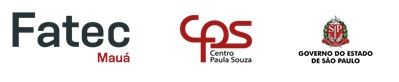 Fatec
Mauá
CPS
Centro
Paula Souza
GOVERNO DO ESTADO
DE SÃO PAULO